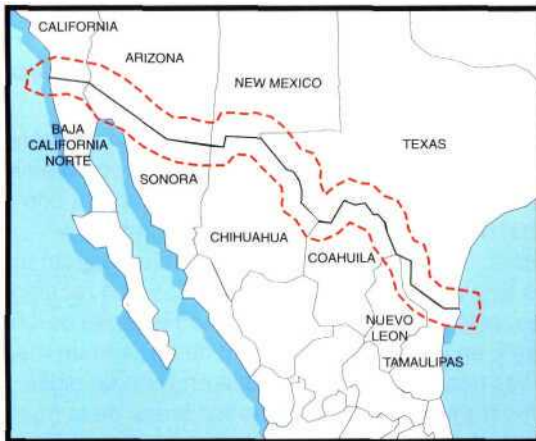 CALIFORNIA
ARIZONA
NEW MEXICO
TEXAS
BAJA
CALIFORNIA
NORTE
SONORA
CHIHUAHUA
COAHUILA
NUEVO
LEON
TAMAULIPAS